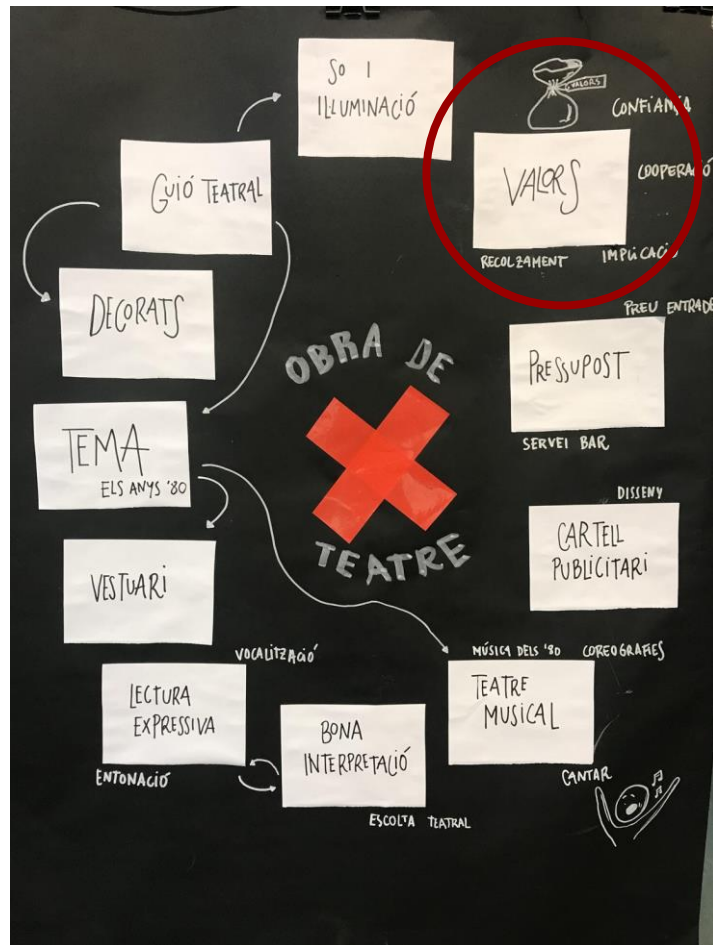 SO I
IL·LUMINACIÓ
VALORS
CONFIANÇA
VALORS
COOPERACIÓ
RECOLZAMENT
IMPLICACIÓ
GUIÓ TEATRAL
DECORATS
OBRA DE
TEATRE
PREU ENTRADE
PRESSUPOST
SERVEI BAR
TEMA
ELS ANYS '80
DISSENY
CARTELL
PUBLICITARI
VESTUARI
VOCALITZACIÓ
LECTURA
EXPRESSIVA
ENTONACIÓ
BONA
INTERPRETACIÓ
ESCOLTA TEATRAL
MÚSICA DELS '80 COREOGRAFIES
TEATRE
MUSICAL
CANTAR